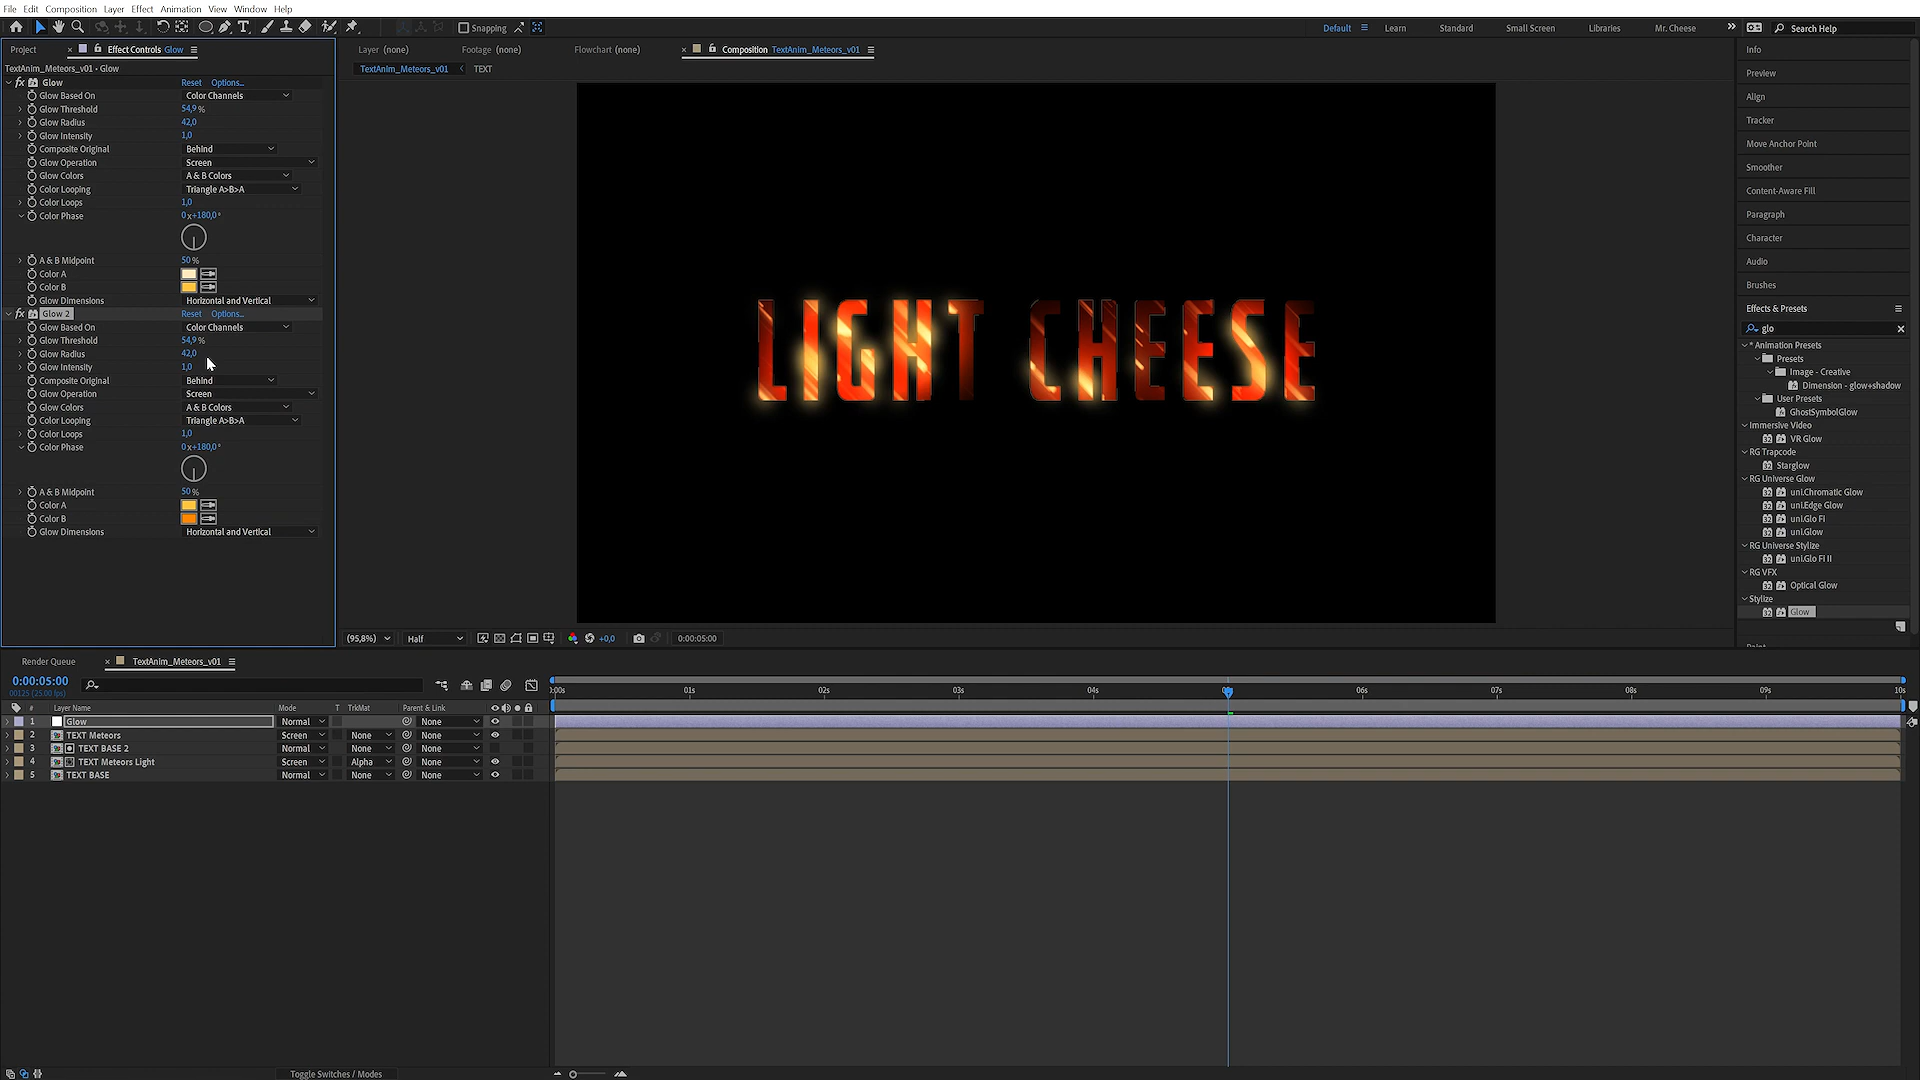 File Edit Composition Layer Effect Animation View Window Help
Snapping
Default Learn Standard Small Screen Libraries Mr. Cheese Search Help
Project Effect Controls Glow
Layer (none) Footage (none) Flowchart (none) Composition TextAnim_Meteors_v01
TextAnim_Meteors_v01 • Glow
TextAnim_Meteors_v01 TEXT
Glow Reset Options...
Glow Based On Color Channels
Glow Threshold 54,9 %
Glow Radius 42,0
Glow Intensity 1,0
Composite Original Behind
Glow Operation Screen
Glow Colors A & B Colors
Color Looping Triangle A>B>A
Color Loops 1,0
Color Phase 0 x+180,0°
A & B Midpoint 50 %
Color A
Color B
Glow Dimensions Horizontal and Vertical
Glow 2 Reset Options...
Glow Based On Color Channels
Glow Threshold 54,9 %
Glow Radius 42,0
Glow Intensity 1,0
Composite Original Behind
Glow Operation Screen
Glow Colors A & B Colors
Color Looping Triangle A>B>A
Color Loops 1,0
Color Phase 0 x+180,0°
A & B Midpoint 50 %
Color A
Color B
Glow Dimensions Horizontal and Vertical
LIGHT CHEESE
(95,8%) Half +0,0 0:00:05:00
Info
Preview
Align
Tracker
Move Anchor Point
Smoother
Content-Aware Fill
Paragraph
Character
Audio
Brushes
Effects & Presets
glo
* Animation Presets
Presets
Image - Creative
Dimension - glow+shadow
User Presets
GhostSymbolGlow
Immersive Video
VR Glow
RG Trapcode
Starglow
RG Universe Glow
uni.Chromatic Glow
uni.Edge Glow
uni.Glo Fi
uni.Glow
RG Universe Stylize
uni.Glo Fi II
RG VFX
Optical Glow
Stylize
Glow
Render Queue TextAnim_Meteors_v01
0:00:05:00
00125 (25.00 fps)
01s 02s 03s 04s 06s 07s 08s 09s 10s
# Layer Name Mode T TrkMat Parent & Link
1 Glow Normal None
2 TEXT Meteors Screen None None
3 TEXT BASE 2 Normal None None
4 TEXT Meteors Light Screen Alpha None
5 TEXT BASE Normal None None
Toggle Switches / Modes